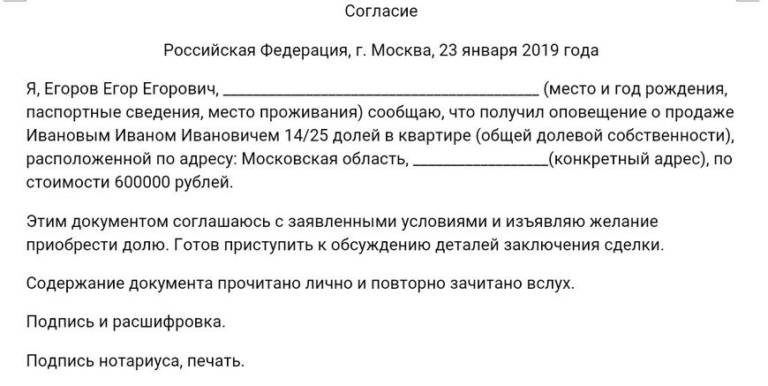 Согласие
Российская Федерация, г. Москва, 23 января 2019 года
Я, Егоров Егор Егорович, ___________________________________ (место и год рождения,
паспортные сведения, место проживания) сообщаю, что получил оповещение о продаже
Ивановым Иваном Ивановичем 14/25 долей в квартире (общей долевой собственности),
расположенной по адресу: Московская область, _______________(конкретный адрес), по
стоимости 600000 рублей.
Этим документом соглашаюсь с заявленными условиями и изъявляю желание
приобрести долю. Готов приступить к обсуждению деталей заключения сделки.
Содержание документа прочитано лично и повторно зачитано вслух.
Подпись и расшифровка.
Подпись нотариуса, печать.